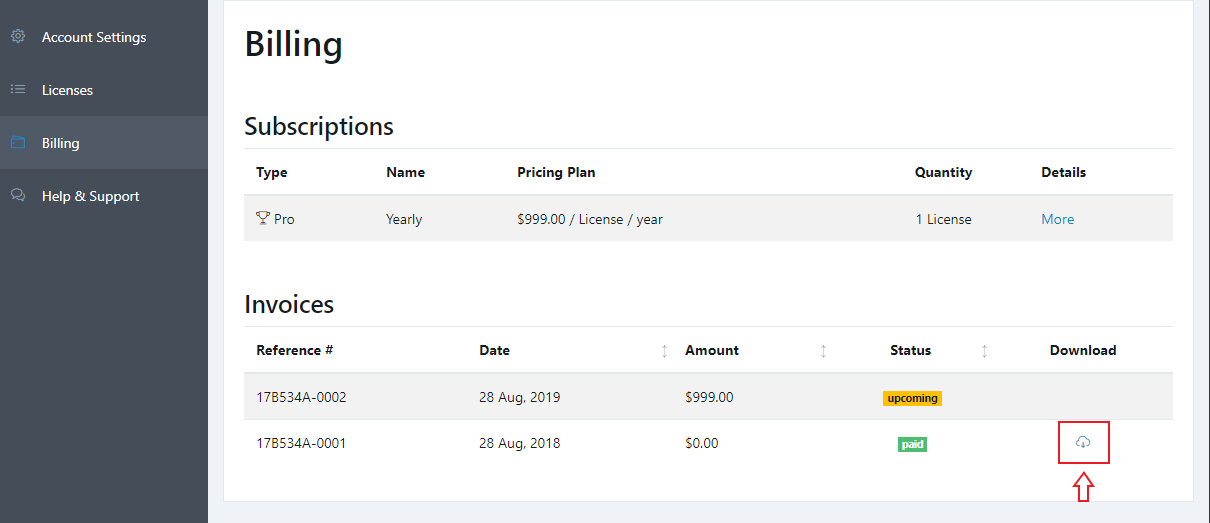 Account Settings
Licenses
Billing
Help & Support
Billing
Subscriptions
Type Name Pricing Plan Quantity Details
Pro Yearly $999.00 / License / year 1 License More
Invoices
Reference # Date Amount Status Download
17B534A-0002 28 Aug, 2019 $999.00 upcoming
17B534A-0001 28 Aug, 2018 $0.00 paid